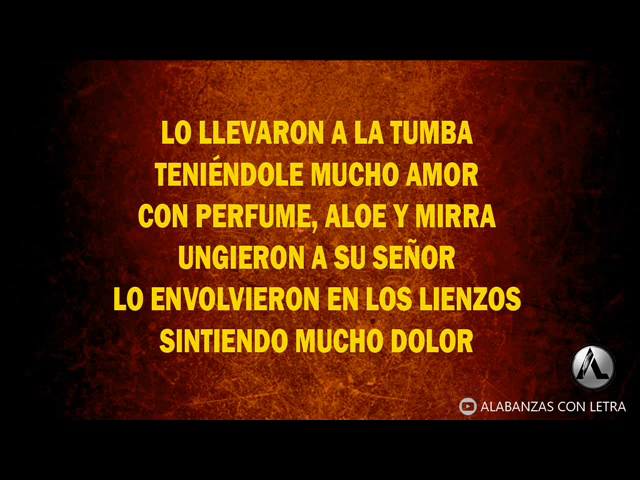 LO LLEVARON A LA TUMBA
TENIÉNDOLE MUCHO AMOR
CON PERFUME, ALOE Y MIRRA
UNGIERON A SU SEÑOR
LO ENVOLVIERON EN LOS LIENZOS
SINTIENDO MUCHO DOLOR
ALABANZAS CON LETRA